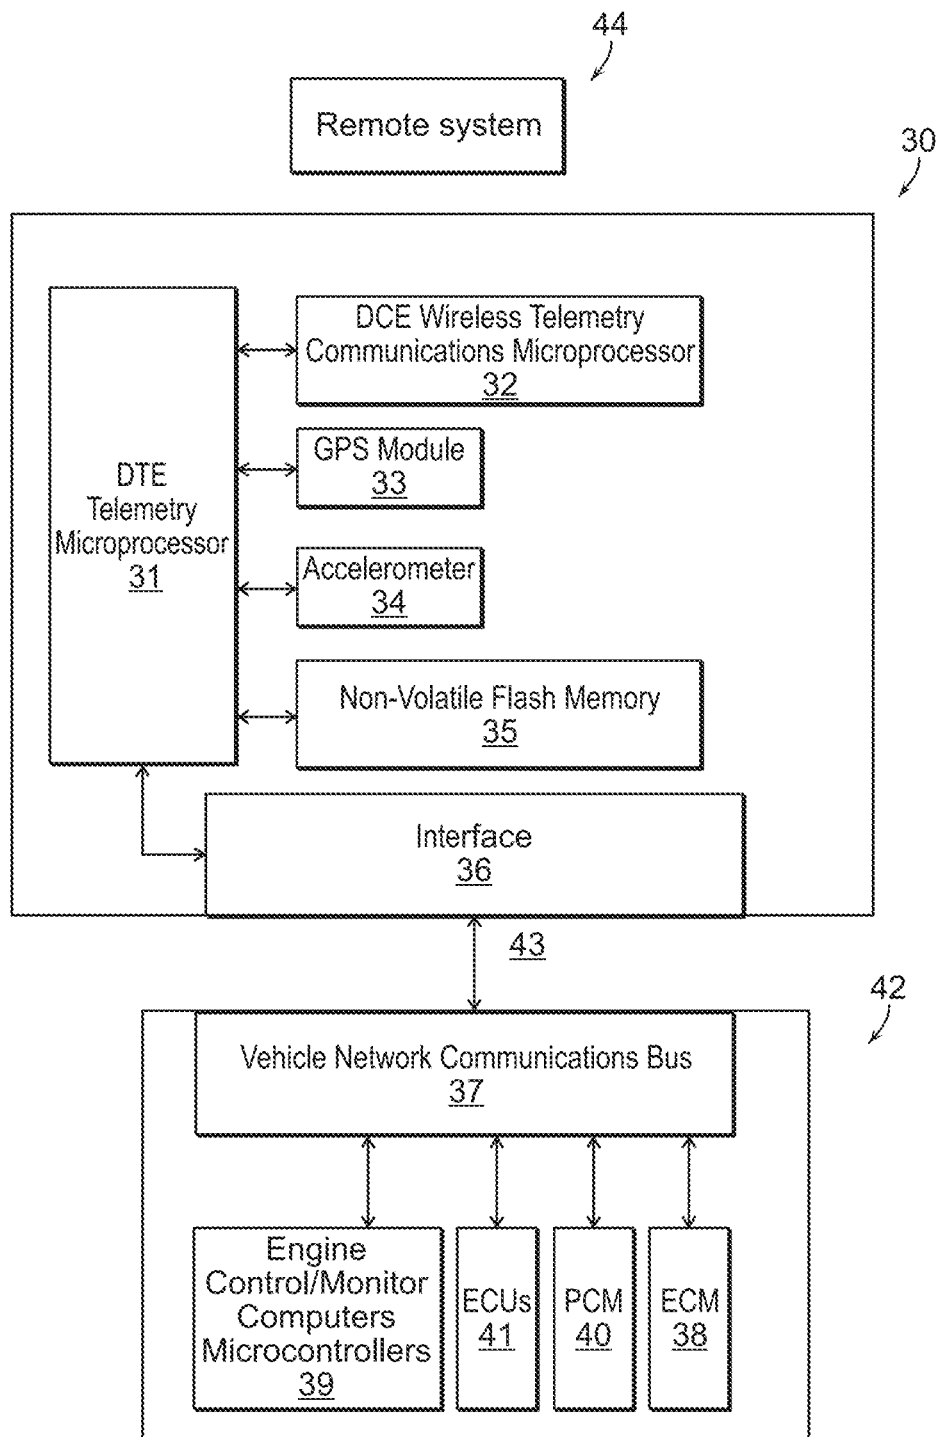 44
Remote system
30
DCE Wireless Telemetry
Communications Microprocessor
32
GPS Module
33
DTE
Telemetry
Microprocessor
31
Accelerometer
34
Non-Volatile Flash Memory
35
Interface
36
43
42
Vehicle Network Communications Bus
37
Engine
Control/Monitor
Computers
Microcontrollers
39
ECUs
41
PCM
40
ECM
38